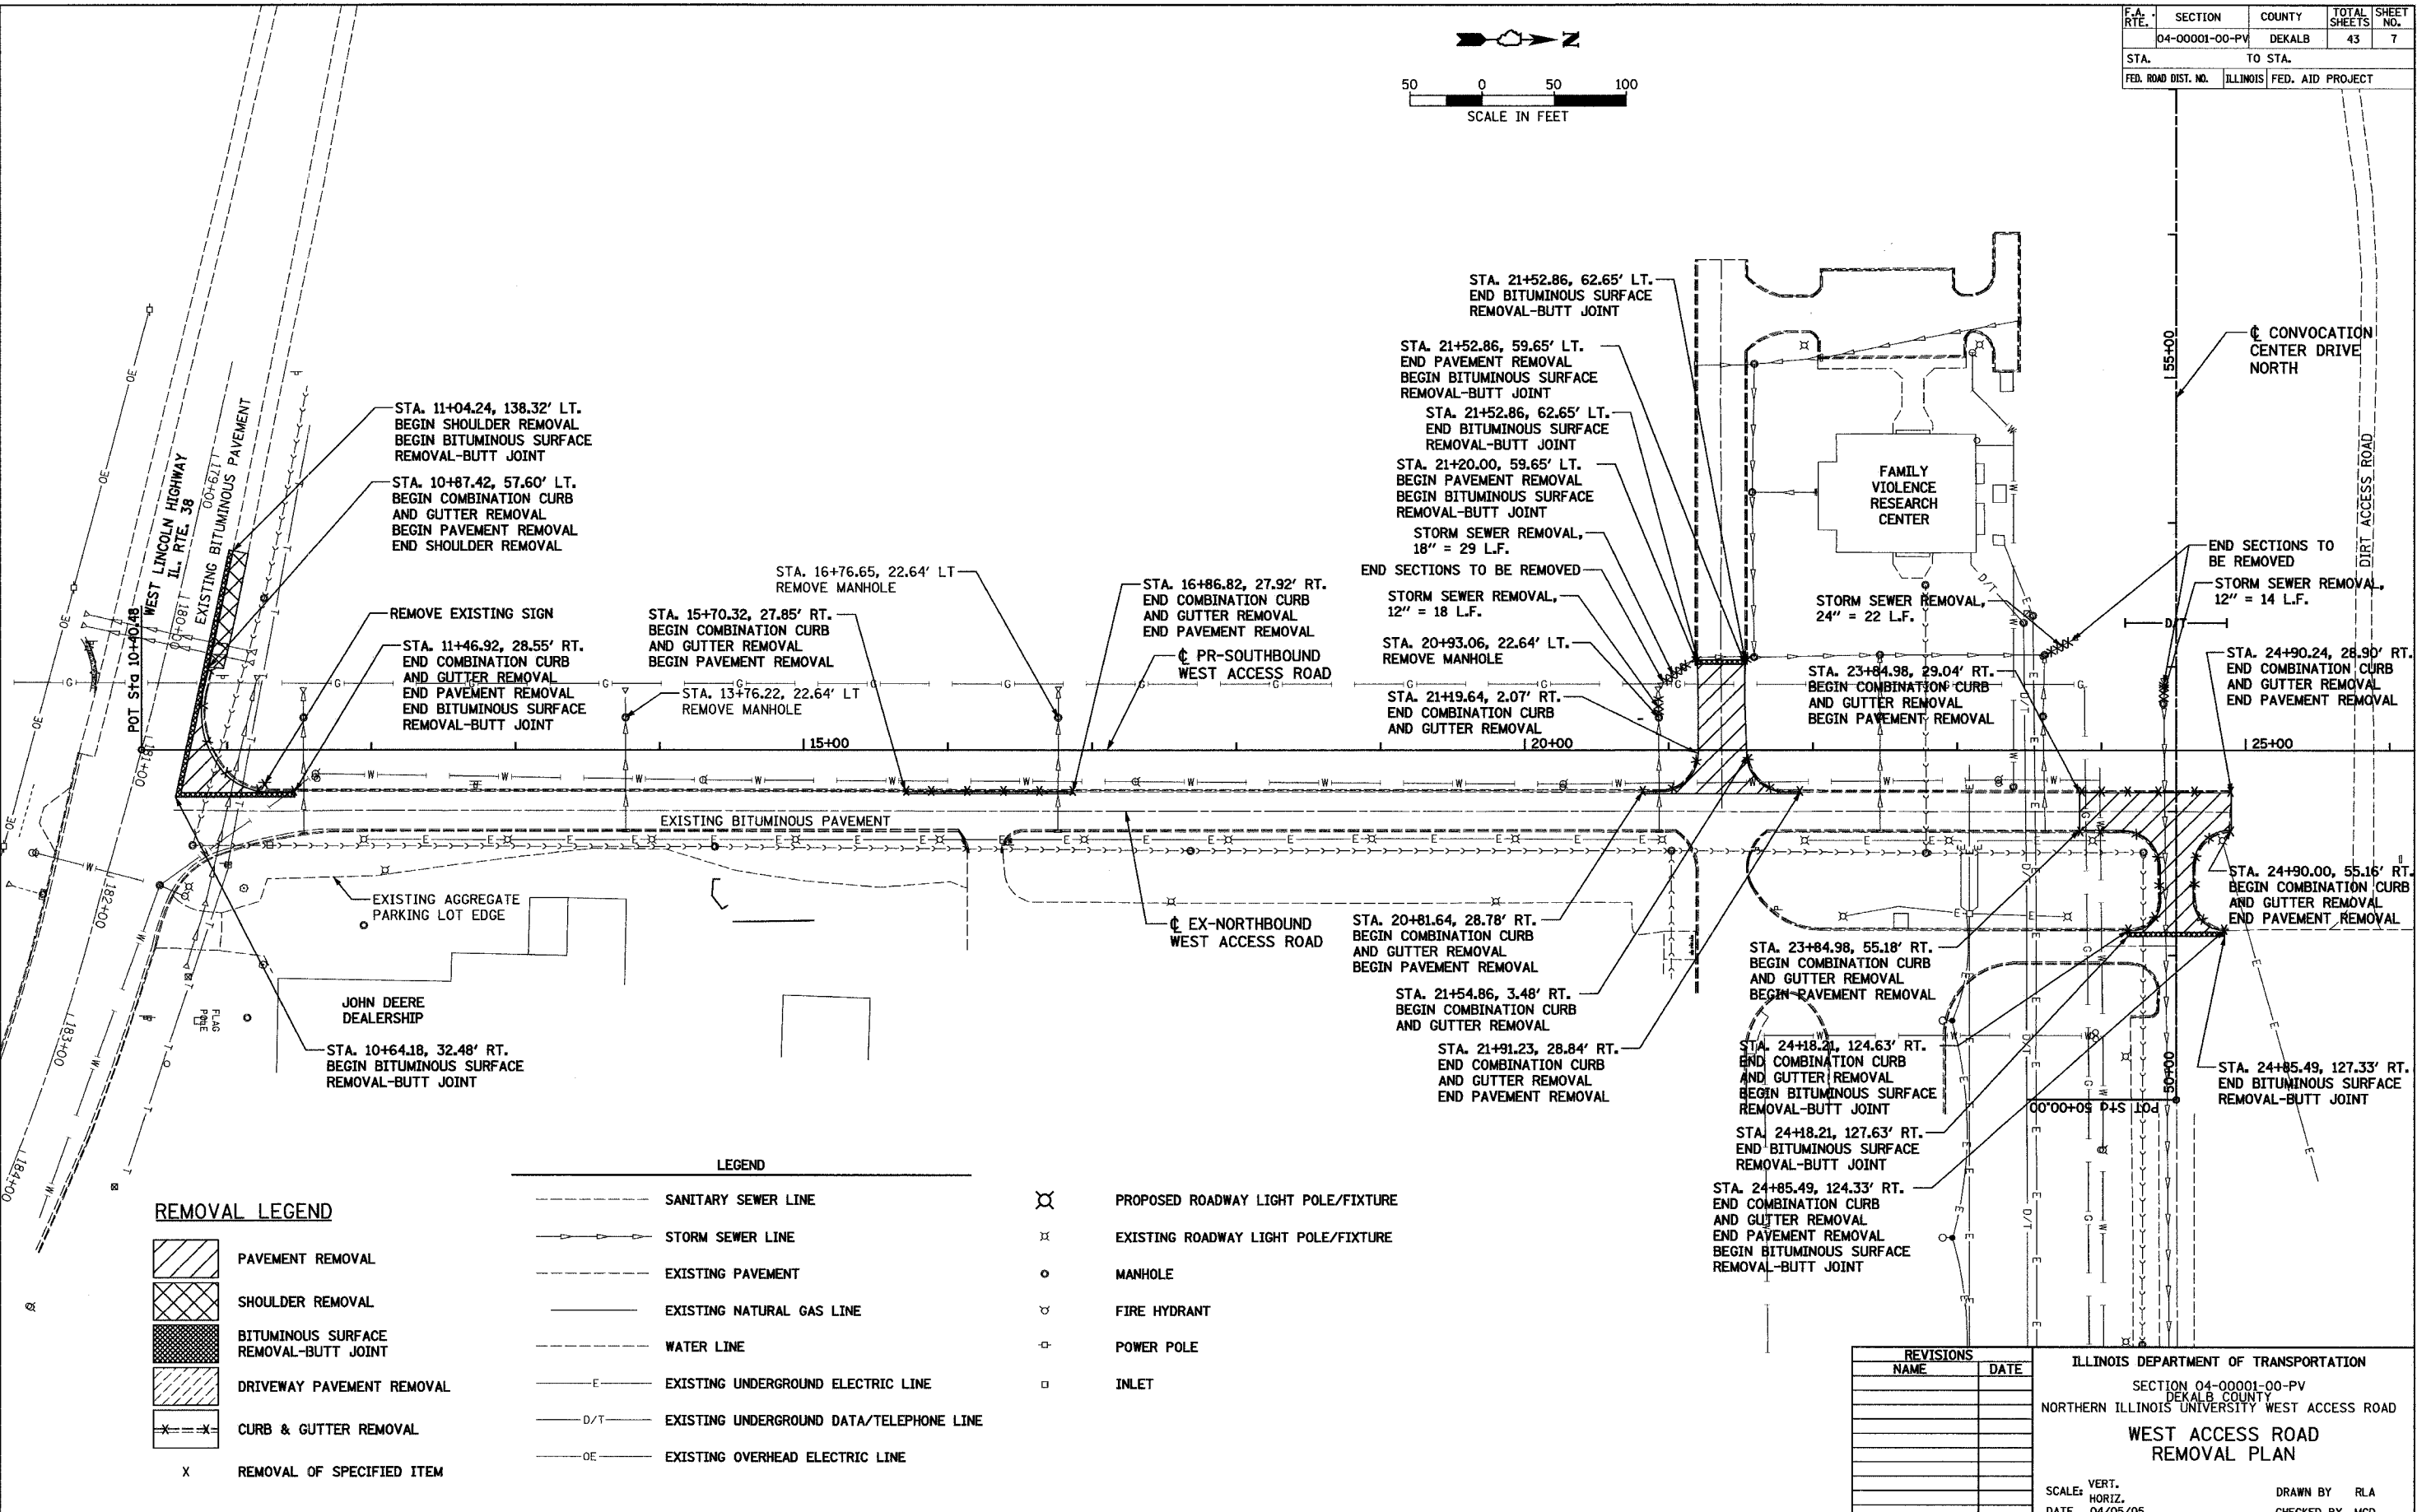 F.A. RTE. SECTION COUNTY TOTAL SHEETS SHEET NO.
04-00001-00-PV DEKALB 43 7
STA. TO STA.
FED. ROAD DIST. NO. ILLINOIS FED. AID PROJECT
N
50 0 50 100
SCALE IN FEET
STA. 11+04.24, 138.32' LT.
BEGIN SHOULDER REMOVAL
BEGIN BITUMINOUS SURFACE
REMOVAL-BUTT JOINT
STA. 10+87.42, 57.60' LT.
BEGIN COMBINATION CURB
AND GUTTER REMOVAL
BEGIN PAVEMENT REMOVAL
END SHOULDER REMOVAL
REMOVE EXISTING SIGN
STA. 11+46.92, 28.55' RT.
END COMBINATION CURB
AND GUTTER REMOVAL
END PAVEMENT REMOVAL
END BITUMINOUS SURFACE
REMOVAL-BUTT JOINT
WEST LINCOLN HIGHWAY
IL. RTE. 38
EXISTING BITUMINOUS PAVEMENT
POT Sta 10+40.48
179+00
180+00
181+00
182+00
183+00
184+00
STA. 16+76.65, 22.64' LT
REMOVE MANHOLE
STA. 15+70.32, 27.85' RT.
BEGIN COMBINATION CURB
AND GUTTER REMOVAL
BEGIN PAVEMENT REMOVAL
STA. 13+76.22, 22.64' LT
REMOVE MANHOLE
STA. 16+86.82, 27.92' RT.
END COMBINATION CURB
AND GUTTER REMOVAL
END PAVEMENT REMOVAL
℄ PR-SOUTHBOUND
WEST ACCESS ROAD
STA. 21+52.86, 62.65' LT.
END BITUMINOUS SURFACE
REMOVAL-BUTT JOINT
STA. 21+52.86, 59.65' LT.
END PAVEMENT REMOVAL
BEGIN BITUMINOUS SURFACE
REMOVAL-BUTT JOINT
STA. 21+52.86, 62.65' LT.
END BITUMINOUS SURFACE
REMOVAL-BUTT JOINT
STA. 21+20.00, 59.65' LT.
BEGIN PAVEMENT REMOVAL
BEGIN BITUMINOUS SURFACE
REMOVAL-BUTT JOINT
STORM SEWER REMOVAL,
18" = 29 L.F.
END SECTIONS TO BE REMOVED
STORM SEWER REMOVAL,
12" = 18 L.F.
STA. 20+93.06, 22.64' LT.
REMOVE MANHOLE
STA. 21+19.64, 2.07' RT.
END COMBINATION CURB
AND GUTTER REMOVAL
FAMILY
VIOLENCE
RESEARCH
CENTER
℄ CONVOCATION
CENTER DRIVE
NORTH
55+00
DIRT ACCESS ROAD
END SECTIONS TO
BE REMOVED
STORM SEWER REMOVAL,
12" = 14 L.F.
STORM SEWER REMOVAL,
24" = 22 L.F.
STA. 23+84.98, 29.04' RT.
BEGIN COMBINATION CURB
AND GUTTER REMOVAL
BEGIN PAVEMENT REMOVAL
STA. 24+90.24, 28.90' RT.
END COMBINATION CURB
AND GUTTER REMOVAL
END PAVEMENT REMOVAL
15+00
20+00
25+00
EXISTING BITUMINOUS PAVEMENT
EXISTING AGGREGATE
PARKING LOT EDGE
℄ EX-NORTHBOUND
WEST ACCESS ROAD
JOHN DEERE
DEALERSHIP
FLAG
POLE
STA. 10+64.18, 32.48' RT.
BEGIN BITUMINOUS SURFACE
REMOVAL-BUTT JOINT
STA. 20+81.64, 28.78' RT.
BEGIN COMBINATION CURB
AND GUTTER REMOVAL
BEGIN PAVEMENT REMOVAL
STA. 21+54.86, 3.48' RT.
BEGIN COMBINATION CURB
AND GUTTER REMOVAL
STA. 21+91.23, 28.84' RT.
END COMBINATION CURB
AND GUTTER REMOVAL
END PAVEMENT REMOVAL
STA. 24+90.00, 55.16' RT.
BEGIN COMBINATION CURB
AND GUTTER REMOVAL
END PAVEMENT REMOVAL
STA. 23+84.98, 55.18' RT.
BEGIN COMBINATION CURB
AND GUTTER REMOVAL
BEGIN PAVEMENT REMOVAL
STA. 24+18.21, 124.63' RT.
END COMBINATION CURB
AND GUTTER REMOVAL
BEGIN BITUMINOUS SURFACE
REMOVAL-BUTT JOINT
STA. 24+18.21, 127.63' RT.
END BITUMINOUS SURFACE
REMOVAL-BUTT JOINT
STA. 24+85.49, 124.33' RT.
END COMBINATION CURB
AND GUTTER REMOVAL
END PAVEMENT REMOVAL
BEGIN BITUMINOUS SURFACE
REMOVAL-BUTT JOINT
STA. 24+85.49, 127.33' RT.
END BITUMINOUS SURFACE
REMOVAL-BUTT JOINT
50+00
POT Sta 50+00.00
REMOVAL LEGEND
PAVEMENT REMOVAL
SHOULDER REMOVAL
BITUMINOUS SURFACE
REMOVAL-BUTT JOINT
DRIVEWAY PAVEMENT REMOVAL
CURB & GUTTER REMOVAL
X REMOVAL OF SPECIFIED ITEM
LEGEND
SANITARY SEWER LINE
STORM SEWER LINE
EXISTING PAVEMENT
EXISTING NATURAL GAS LINE
WATER LINE
E EXISTING UNDERGROUND ELECTRIC LINE
D/T EXISTING UNDERGROUND DATA/TELEPHONE LINE
OE EXISTING OVERHEAD ELECTRIC LINE
PROPOSED ROADWAY LIGHT POLE/FIXTURE
EXISTING ROADWAY LIGHT POLE/FIXTURE
MANHOLE
FIRE HYDRANT
POWER POLE
INLET
REVISIONS
NAME DATE
ILLINOIS DEPARTMENT OF TRANSPORTATION
SECTION 04-00001-00-PV
DEKALB COUNTY
NORTHERN ILLINOIS UNIVERSITY WEST ACCESS ROAD
WEST ACCESS ROAD
REMOVAL PLAN
SCALE: VERT.
HORIZ.
DRAWN BY RLA
DATE 04/05/05
CHECKED BY MCD